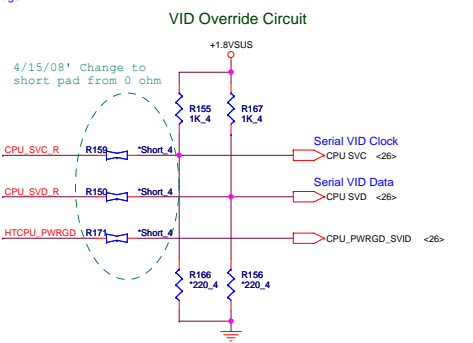 VID Override Circuit
+1.8VSUS
4/15/08' Change to
short pad from 0 ohm
R155
1K_4
R167
1K_4
Serial VID Clock
CPU_SVC_R
R159
*Short_4
CPU SVC <26>
Serial VID Data
CPU_SVD_R
R150
*Short_4
CPU SVD <26>
HTCPU_PWRGD
R171
*Short_4
CPU_PWRGD_SVID <26>
R166
*220_4
R156
*220_4